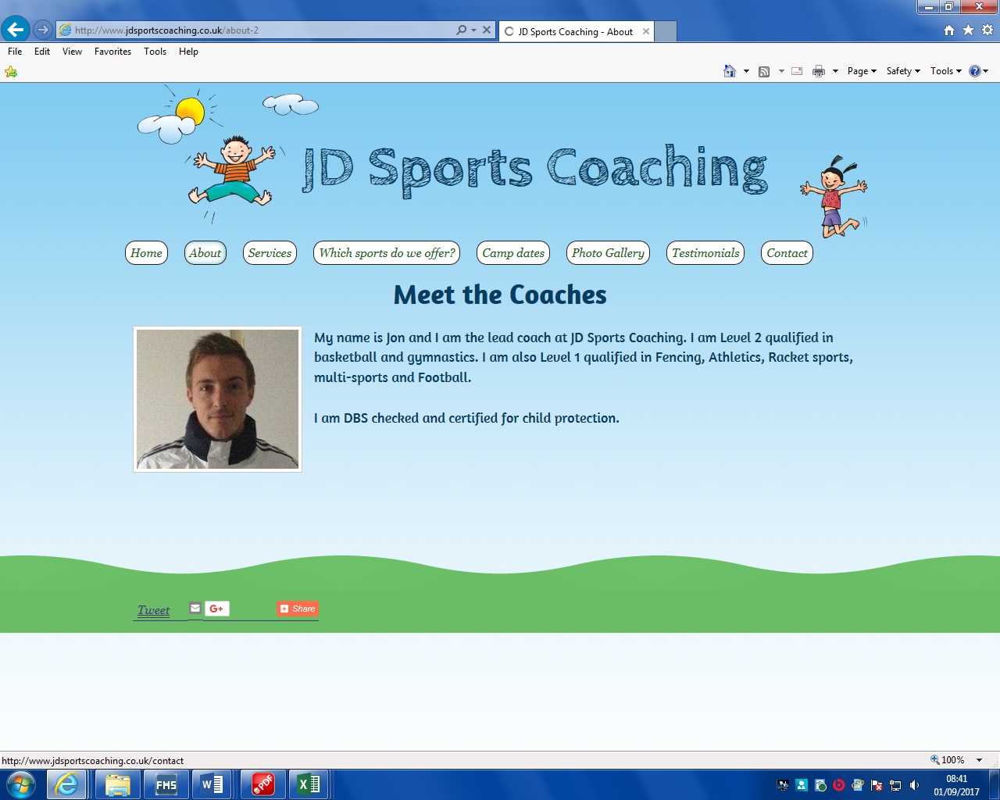 http://www.jdsportscoaching.co.uk/about-2
JD Sports Coaching - About
File Edit View Favorites Tools Help
Page Safety Tools
JD Sports Coaching
Home About Services Which sports do we offer? Camp dates Photo Gallery Testimonials Contact
Meet the Coaches
My name is Jon and I am the lead coach at JD Sports Coaching. I am Level 2 qualified in
basketball and gymnastics. I am also Level 1 qualified in Fencing, Athletics, Racket sports,
multi-sports and Football.
I am DBS checked and certified for child protection.
Tweet G+ Share
http://www.jdsportscoaching.co.uk/contact
100%
FMS W PDF X
08:41
01/09/2017